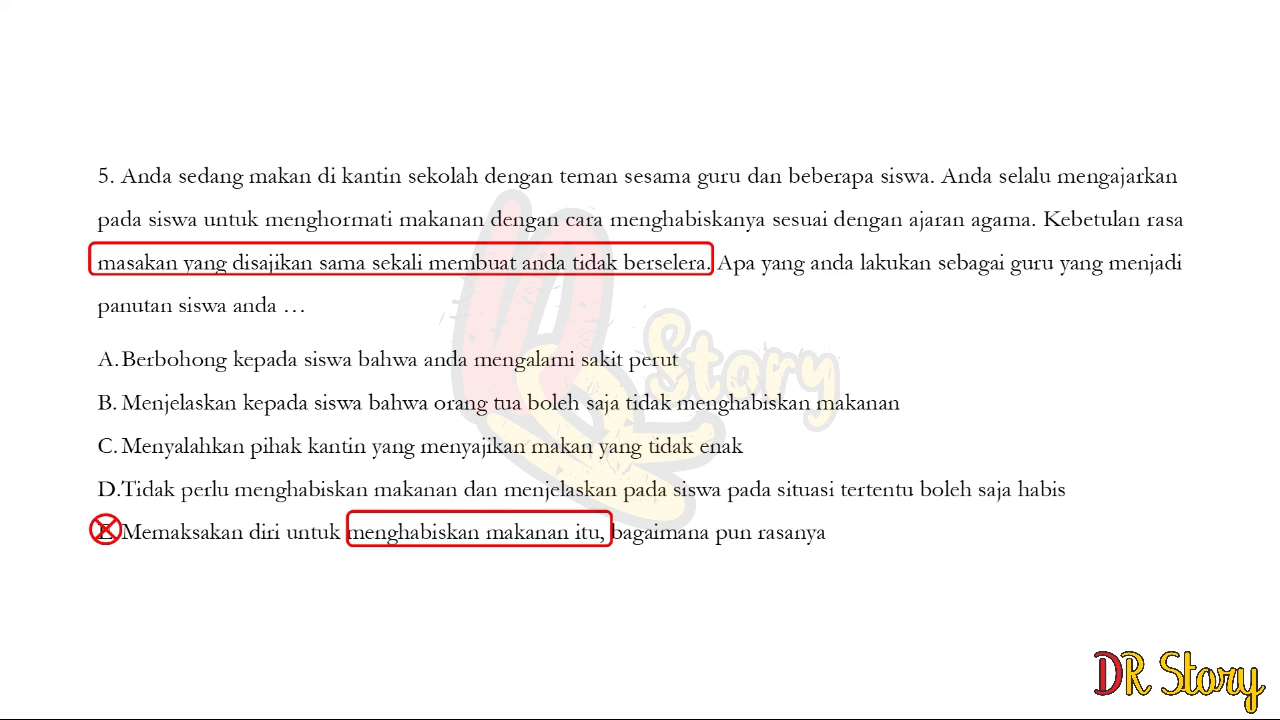 5. Anda sedang makan di kantin sekolah dengan teman sesama guru dan beberapa siswa. Anda selalu mengajarkan
pada siswa untuk menghormati makanan dengan cara menghabiskanya sesuai dengan ajaran agama. Kebetulan rasa
masakan yang disajikan sama sekali membuat anda tidak berselera. Apa yang anda lakukan sebagai guru yang menjadi
panutan siswa anda …
A. Berbohong kepada siswa bahwa anda mengalami sakit perut
B. Menjelaskan kepada siswa bahwa orang tua boleh saja tidak menghabiskan makanan
C. Menyalahkan pihak kantin yang menyajikan makan yang tidak enak
D. Tidak perlu menghabiskan makanan dan menjelaskan pada siswa pada situasi tertentu boleh saja habis
E. Memaksakan diri untuk menghabiskan makanan itu, bagaimana pun rasanya
Story
DR Story